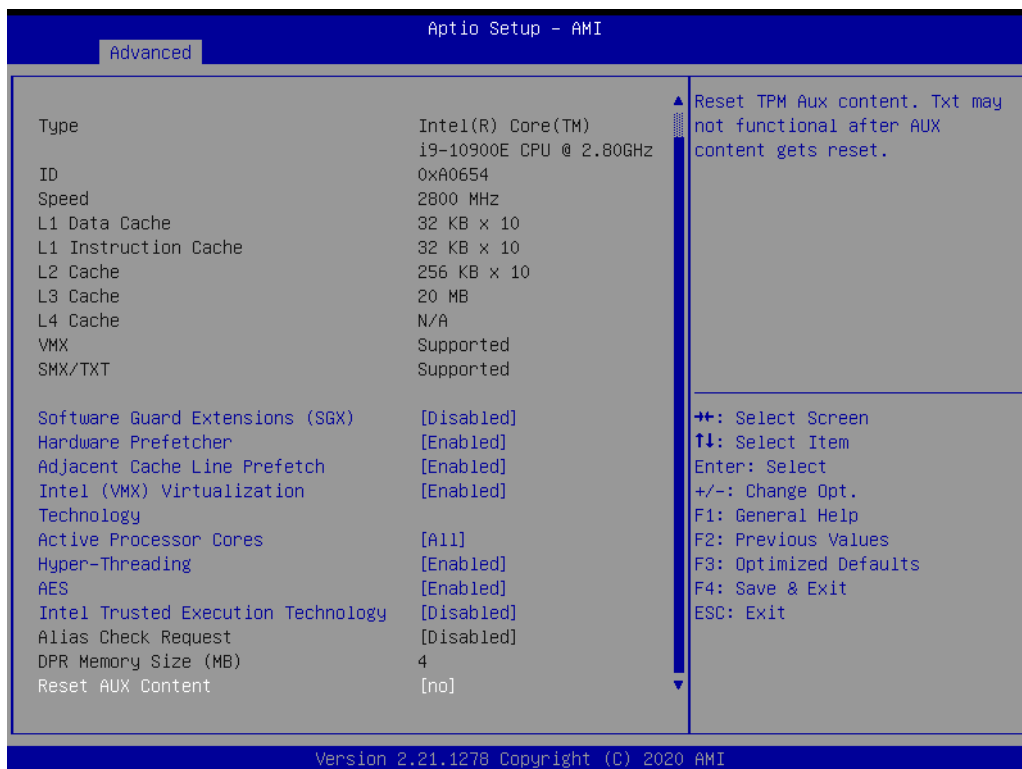 Aptio Setup – AMI
Advanced
Type Intel(R) Core(TM)
i9-10900E CPU @ 2.80GHz
ID 0xA0654
Speed 2800 MHz
L1 Data Cache 32 KB x 10
L1 Instruction Cache 32 KB x 10
L2 Cache 256 KB x 10
L3 Cache 20 MB
L4 Cache N/A
VMX Supported
SMX/TXT Supported
Software Guard Extensions (SGX) [Disabled]
Hardware Prefetcher [Enabled]
Adjacent Cache Line Prefetch [Enabled]
Intel (VMX) Virtualization [Enabled]
Technology
Active Processor Cores [All]
Hyper-Threading [Enabled]
AES [Enabled]
Intel Trusted Execution Technology [Disabled]
Alias Check Request [Disabled]
DPR Memory Size (MB) 4
Reset AUX Content [no]
Reset TPM Aux content. Txt may
not functional after AUX
content gets reset.
→←: Select Screen
↑↓: Select Item
Enter: Select
+/-: Change Opt.
F1: General Help
F2: Previous Values
F3: Optimized Defaults
F4: Save & Exit
ESC: Exit
Version 2.21.1278 Copyright (C) 2020 AMI